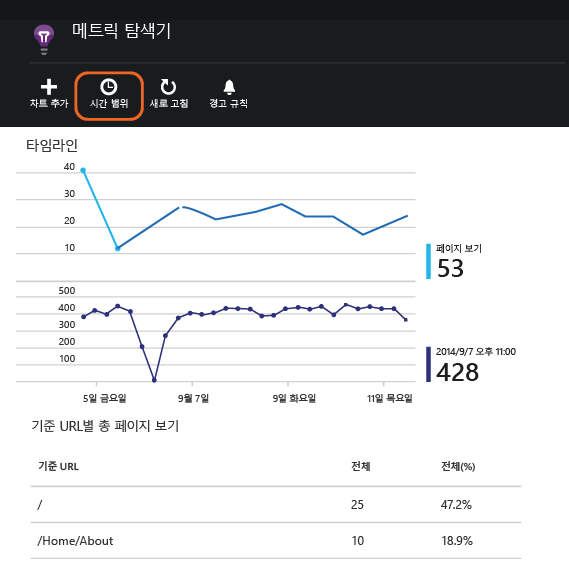 메트릭 탐색기
차트 추가 시간 범위 새로 고침 경고 규칙
타임라인
40
30
20
10
페이지 보기
53
500
400
300
200
100
2014/9/7 오후 11:00
428
5일 금요일 9월 7일 9일 화요일 11일 목요일
기준 URL별 총 페이지 보기
기준 URL 전체 전체(%)
/ 25 47.2%
/Home/About 10 18.9%